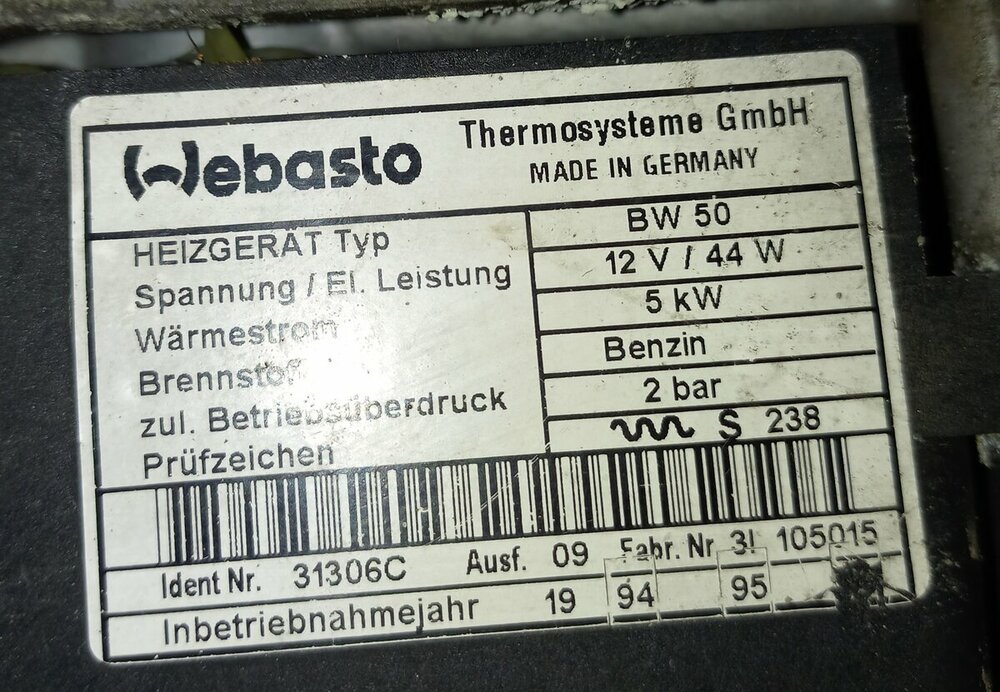 Webasto
Thermosysteme GmbH
MADE IN GERMANY
HEIZGERÄT Typ BW 50
Spannung / El. Leistung 12 V / 44 W
Wärmestrom 5 kW
Brennstoff Benzin
zul. Betriebsüberdruck 2 bar
Prüfzeichen S 238
Ident Nr. 31306C Ausf. 09 Fabr. Nr 3! 105015
Inbetriebnahmejahr 19 94 95